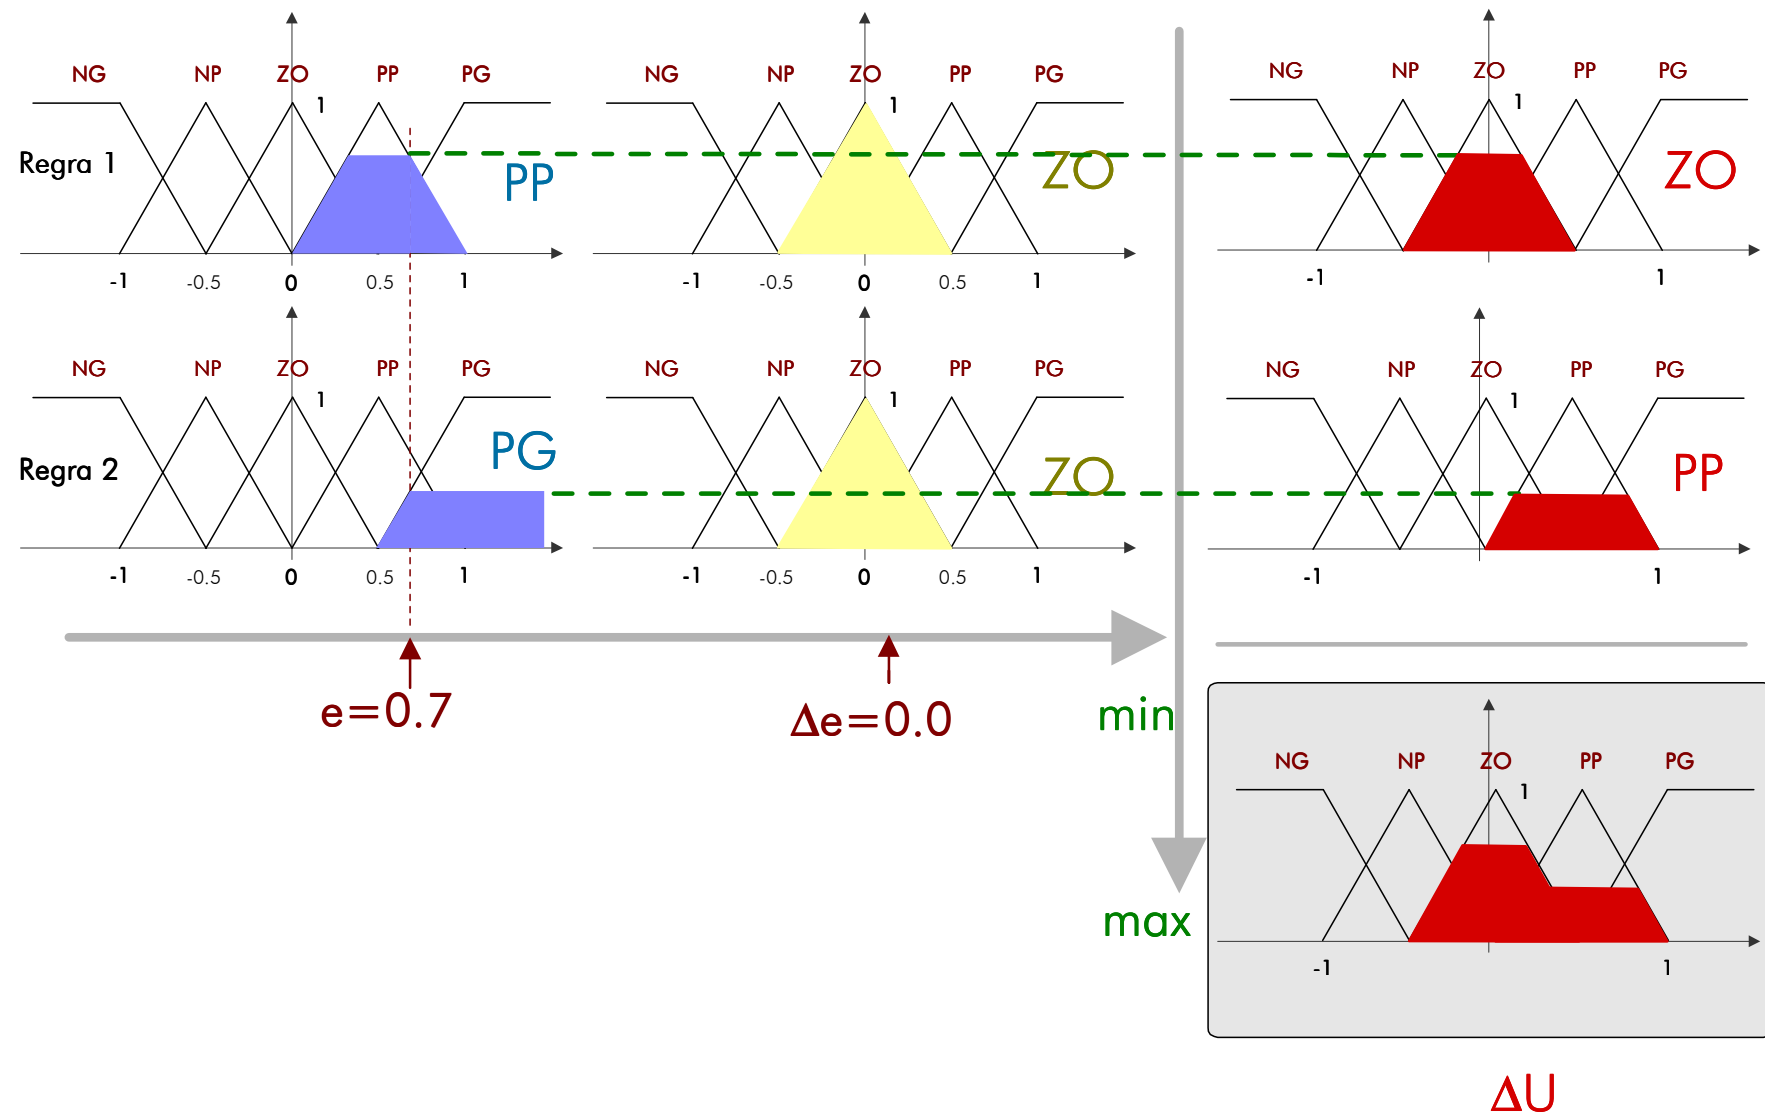 NG NP ZO PP PG
1
Regra 1
PP
-1 -0.5 0 0.5 1
NG NP ZO PP PG
1
ZO
-1 -0.5 0 0.5 1
NG NP ZO PP PG
1
ZO
-1 1
NG NP ZO PP PG
1
Regra 2
PG
-1 -0.5 0 0.5 1
NG NP ZO PP PG
1
ZO
-1 -0.5 0 0.5 1
NG NP ZO PP PG
1
PP
-1 1
e=0.7
Δe=0.0
min
max
NG NP ZO PP PG
1
-1 1
ΔU